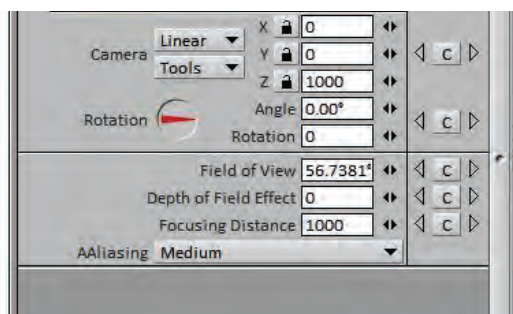 X 0
Camera Linear Y 0 C
Tools Z 1000
Angle 0.00°
Rotation C
Rotation 0
Field of View 56.7381° C
Depth of Field Effect 0 C
Focusing Distance 1000 C
AAliasing Medium